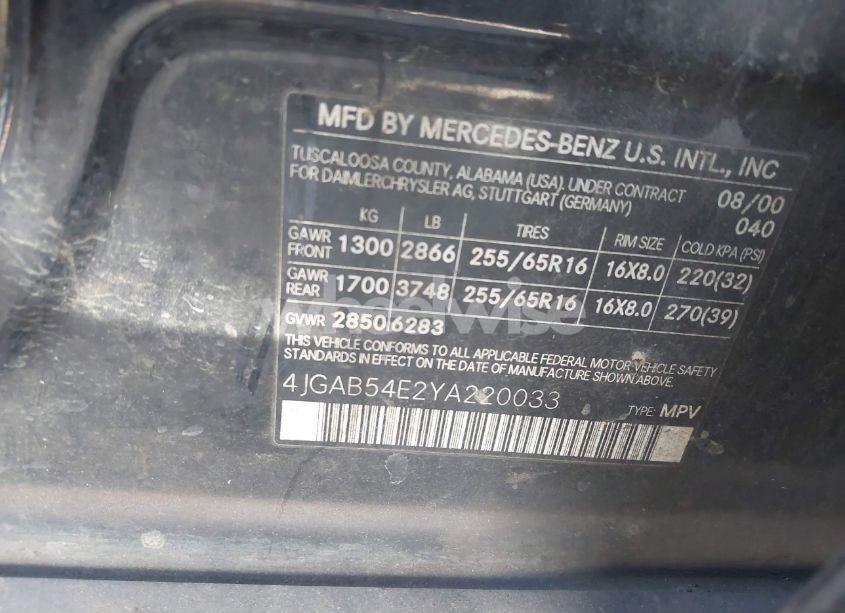 MFD BY MERCEDES-BENZ U.S. INTL., INC
TUSCALOOSA COUNTY, ALABAMA (USA). UNDER CONTRACT 08/00
FOR DAIMLERCHRYSLER AG, STUTTGART (GERMANY) 040
KG LB TIRES RIM SIZE COLD KPA (PSI)
GAWR FRONT 1300 2866 255/65R16 16X8.0 220(32)
GAWR REAR 1700 3748 255/65R16 16X8.0 270(39)
GVWR 2850 6283
THIS VEHICLE CONFORMS TO ALL APPLICABLE FEDERAL MOTOR VEHICLE SAFETY
STANDARDS IN EFFECT ON THE DATE OF MANUFACTURE SHOWN ABOVE.
4JGAB54E2YA220033 TYPE: MPV
wheelwise